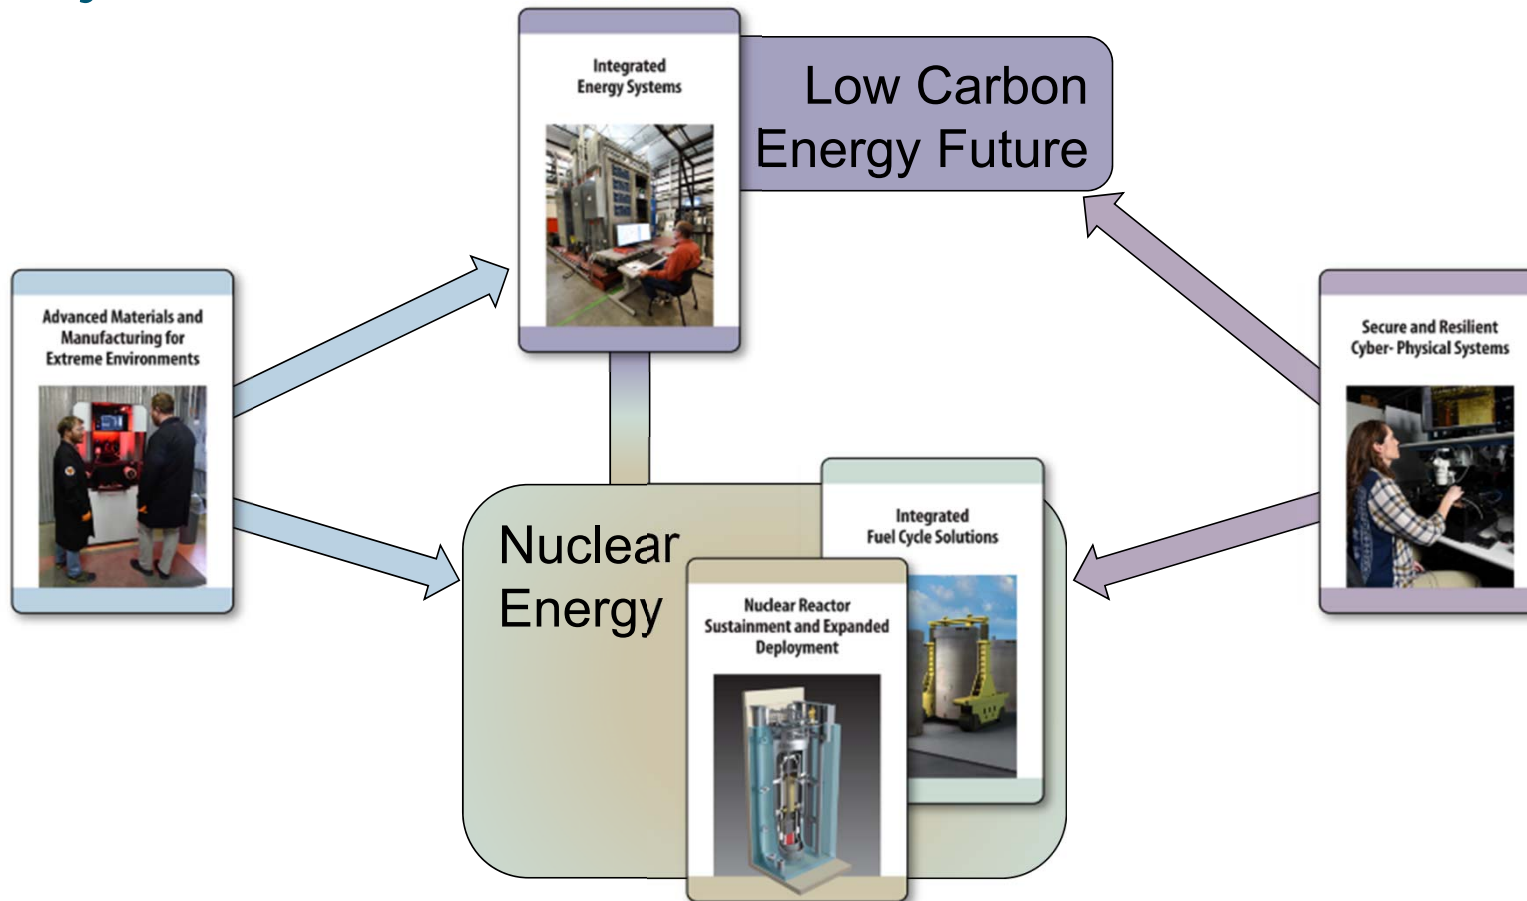 Integrated
Energy Systems
Low Carbon
Energy Future
Advanced Materials and
Manufacturing for
Extreme Environments
Secure and Resilient
Cyber- Physical Systems
Nuclear
Energy
Integrated
Fuel Cycle Solutions
Nuclear Reactor
Sustainment and Expanded
Deployment